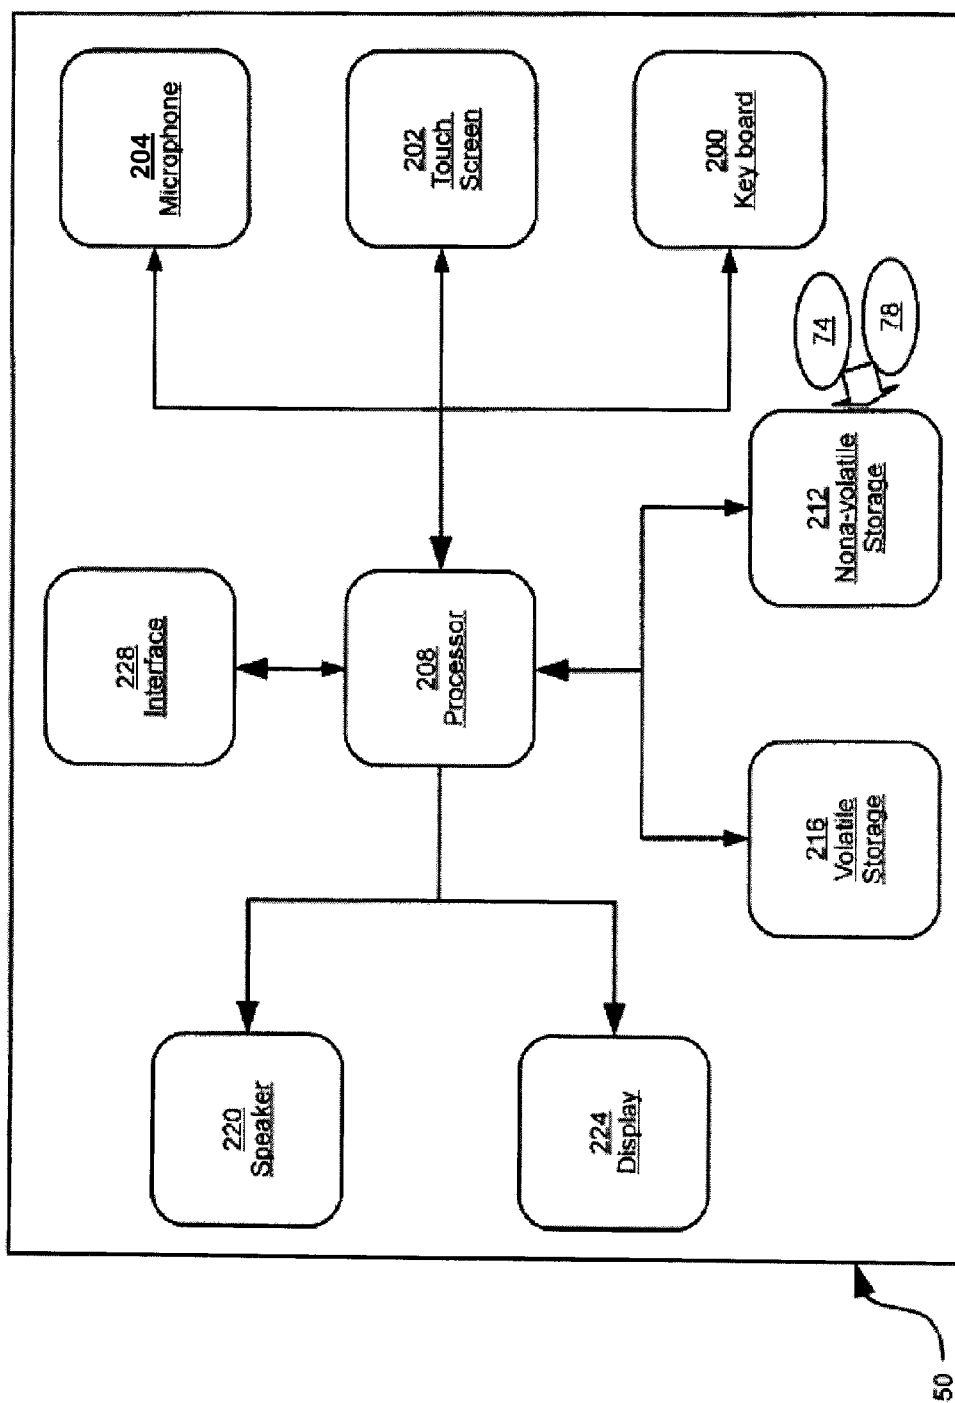 220
Speaker
228
Interface
204
Microphone
208
Processor
202
Touch
Screen
224
Display
200
Key board
216
Volatile
Storage
212
Nona-volatile
Storage
74
78
50